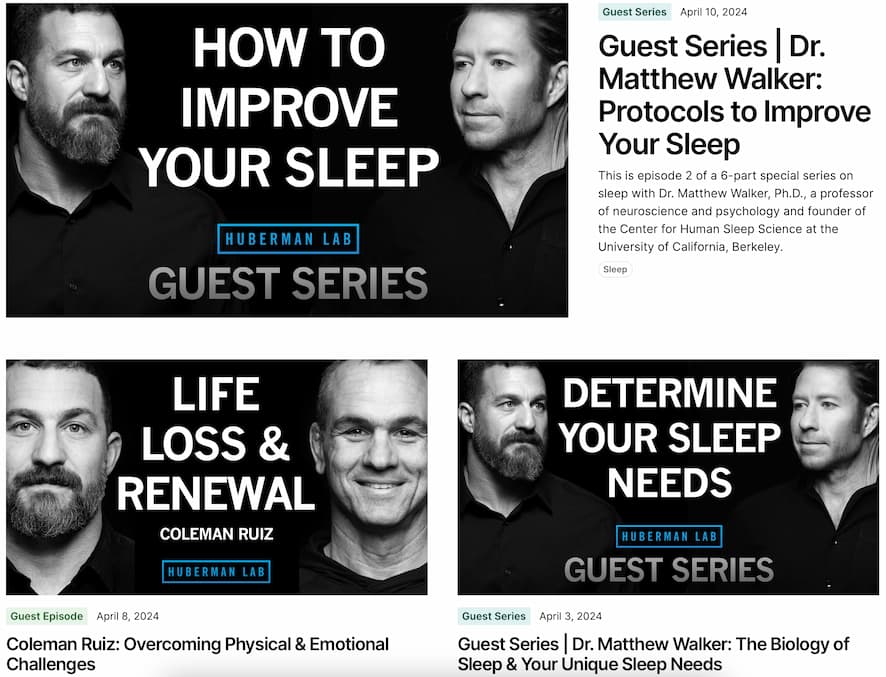 HOW TO
IMPROVE
YOUR SLEEP
HUBERMAN LAB
GUEST SERIES
Guest Series April 10, 2024
Guest Series | Dr.
Matthew Walker:
Protocols to Improve
Your Sleep
This is episode 2 of a 6-part special series on
sleep with Dr. Matthew Walker, Ph.D., a professor
of neuroscience and psychology and founder of
the Center for Human Sleep Science at the
University of California, Berkeley.
Sleep
LIFE
LOSS &
RENEWAL
COLEMAN RUIZ
HUBERMAN LAB
Guest Episode April 8, 2024
Coleman Ruiz: Overcoming Physical & Emotional
Challenges
DETERMINE
YOUR SLEEP
NEEDS
HUBERMAN LAB
GUEST SERIES
Guest Series April 3, 2024
Guest Series | Dr. Matthew Walker: The Biology of
Sleep & Your Unique Sleep Needs